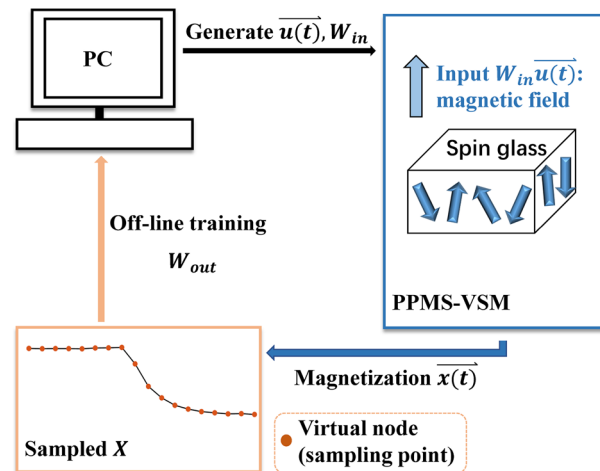 PC
Generate $\overrightarrow{u(t)}, W_{in}$
Input $W_{in}\overrightarrow{u(t)}$:
magnetic field
Spin glass
PPMS-VSM
Off-line training
$W_{out}$
Magnetization $\overrightarrow{x(t)}$
Sampled $X$
Virtual node
(sampling point)